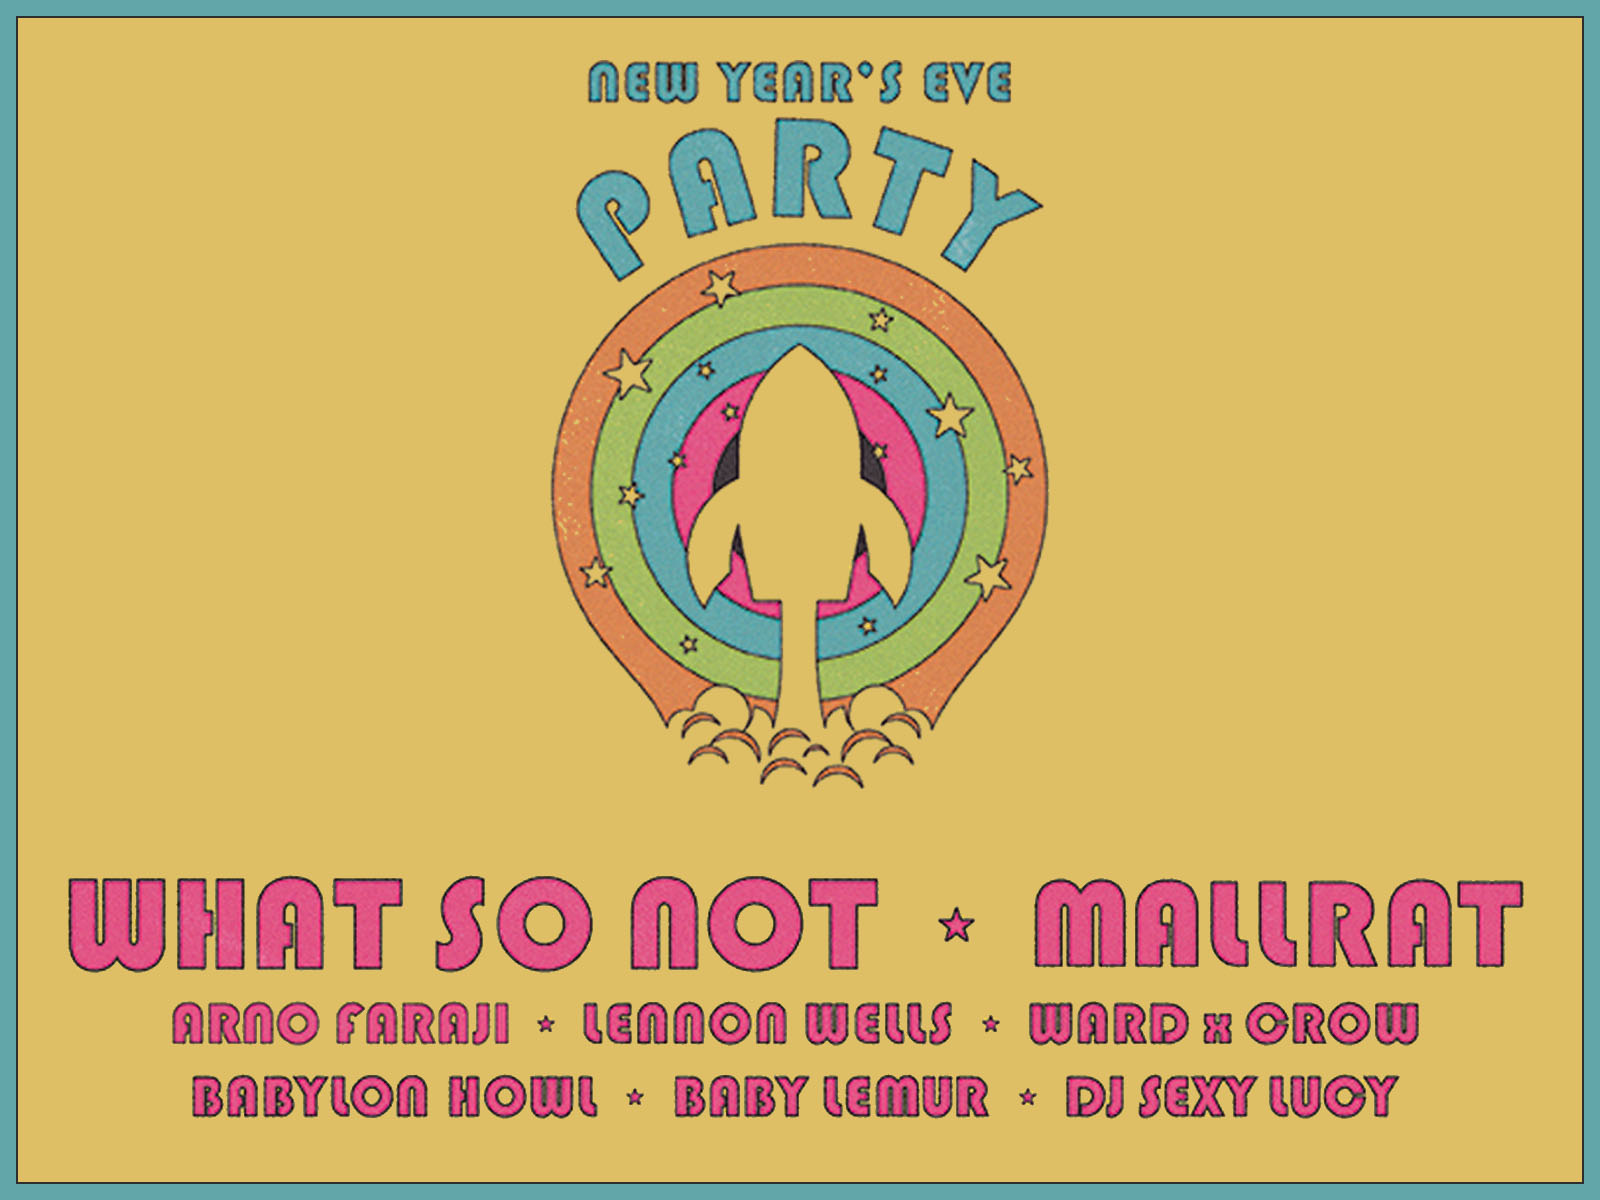 NEW YEAR'S EVE
PARTY
WHAT SO NOT ★ MALLRAT
ARNO FARAJI ★ LENNON WELLS ★ WARD x CROW
BABYLON HOWL ★ BABY LEMUR ★ DJ SEXY LUCY